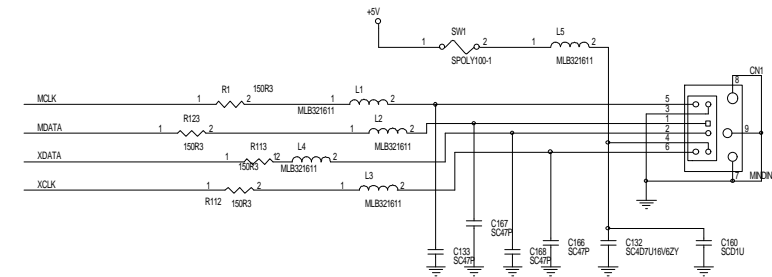 +5V
SW1
1 2
SPOLY100-1
L5
1 2
MLB321611
CN1
8
MCLK
R1 150R3
1 2
L1
1 2
MLB321611
5
3
MDATA
R123
1 2
150R3
L2
1 2
MLB321611
1
2
9
XDATA
R113
1 2
150R3
L4
1 2
MLB321611
4
6
XCLK
R112
1 2
150R3
L3
1 2
MLB321611
7
MINDIN
C133
SC47P
C167
SC47P
C168
SC47P
C166
SC47P
C132
SC4D7U16V6ZY
C160
SCD1U